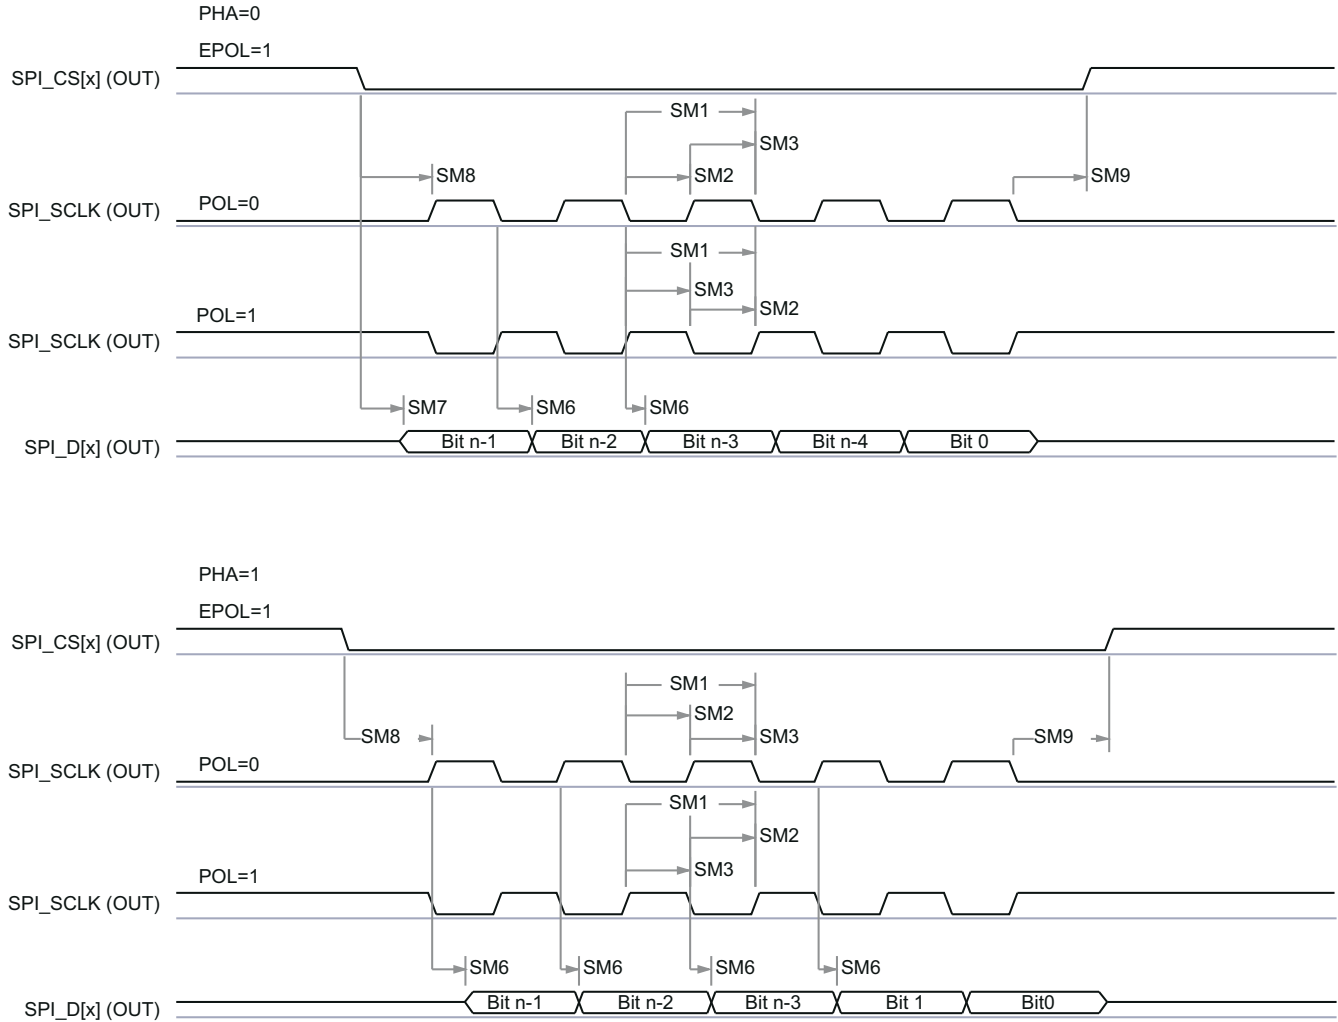 PHA=0
EPOL=1
SPI_CS[x] (OUT)
SM1
SM3
SM8
SM2
SM9
SPI_SCLK (OUT)
POL=0
SM1
SM3
SM2
POL=1
SPI_SCLK (OUT)
SM7
SM6
SM6
SPI_D[x] (OUT)
Bit n-1
Bit n-2
Bit n-3
Bit n-4
Bit 0
PHA=1
EPOL=1
SPI_CS[x] (OUT)
SM1
SM2
SM8
SM3
SM9
SPI_SCLK (OUT)
POL=0
SM1
SM2
SM3
POL=1
SPI_SCLK (OUT)
SM6
SM6
SM6
SM6
SPI_D[x] (OUT)
Bit n-1
Bit n-2
Bit n-3
Bit 1
Bit0